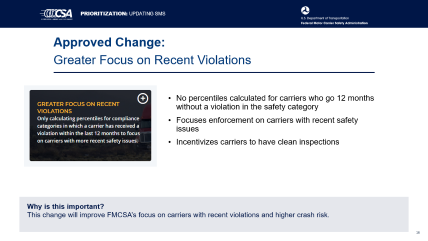 FMCSA
PRIORITIZATION: UPDATING SMS
U.S. Department of Transportation
Federal Motor Carrier Safety Administration
Approved Change:
Greater Focus on Recent Violations
GREATER FOCUS ON RECENT
VIOLATIONS
Only calculating percentiles for compliance
categories in which a carrier has received a
violation within the last 12 months to focus
on carriers with more recent safety issues.
• No percentiles calculated for carriers who go 12 months
without a violation in the safety category
• Focuses enforcement on carriers with recent safety
issues
• Incentivizes carriers to have clean inspections
Why is this important?
This change will improve FMCSA's focus on carriers with recent violations and higher crash risk.